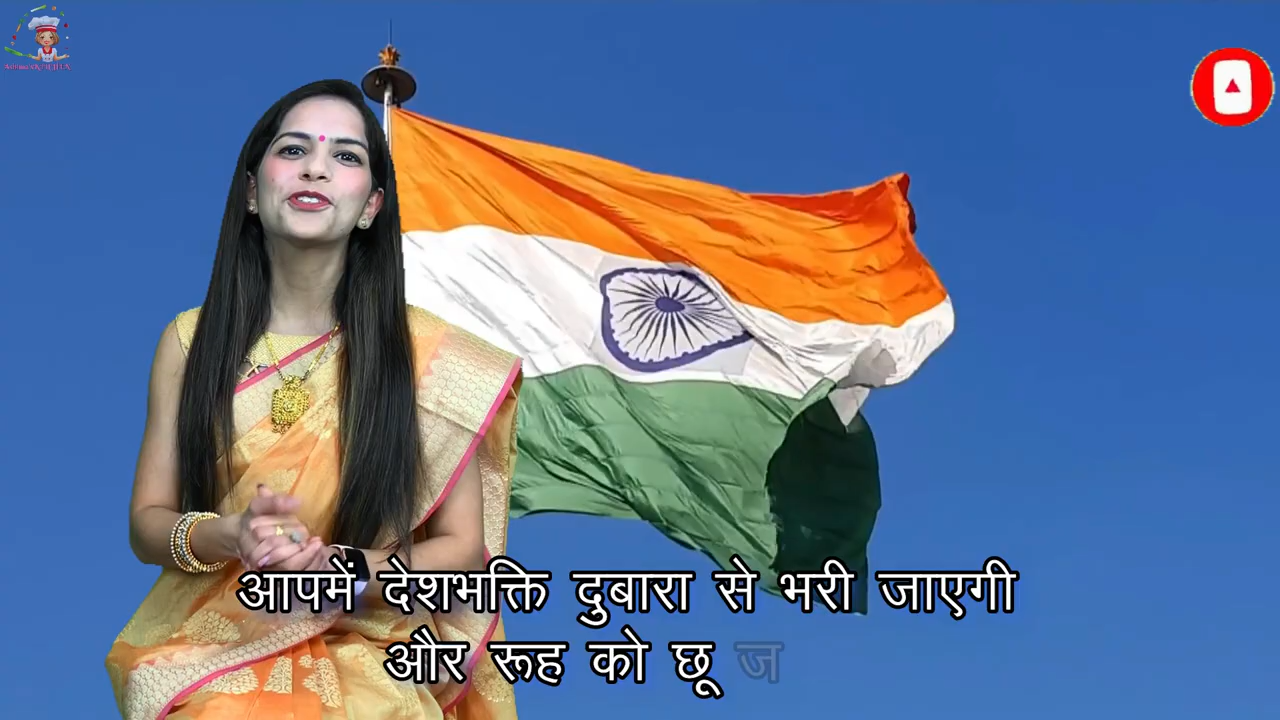 आपमें देशभक्ति दुबारा से भरी जाएगी
और रूह को छू ज